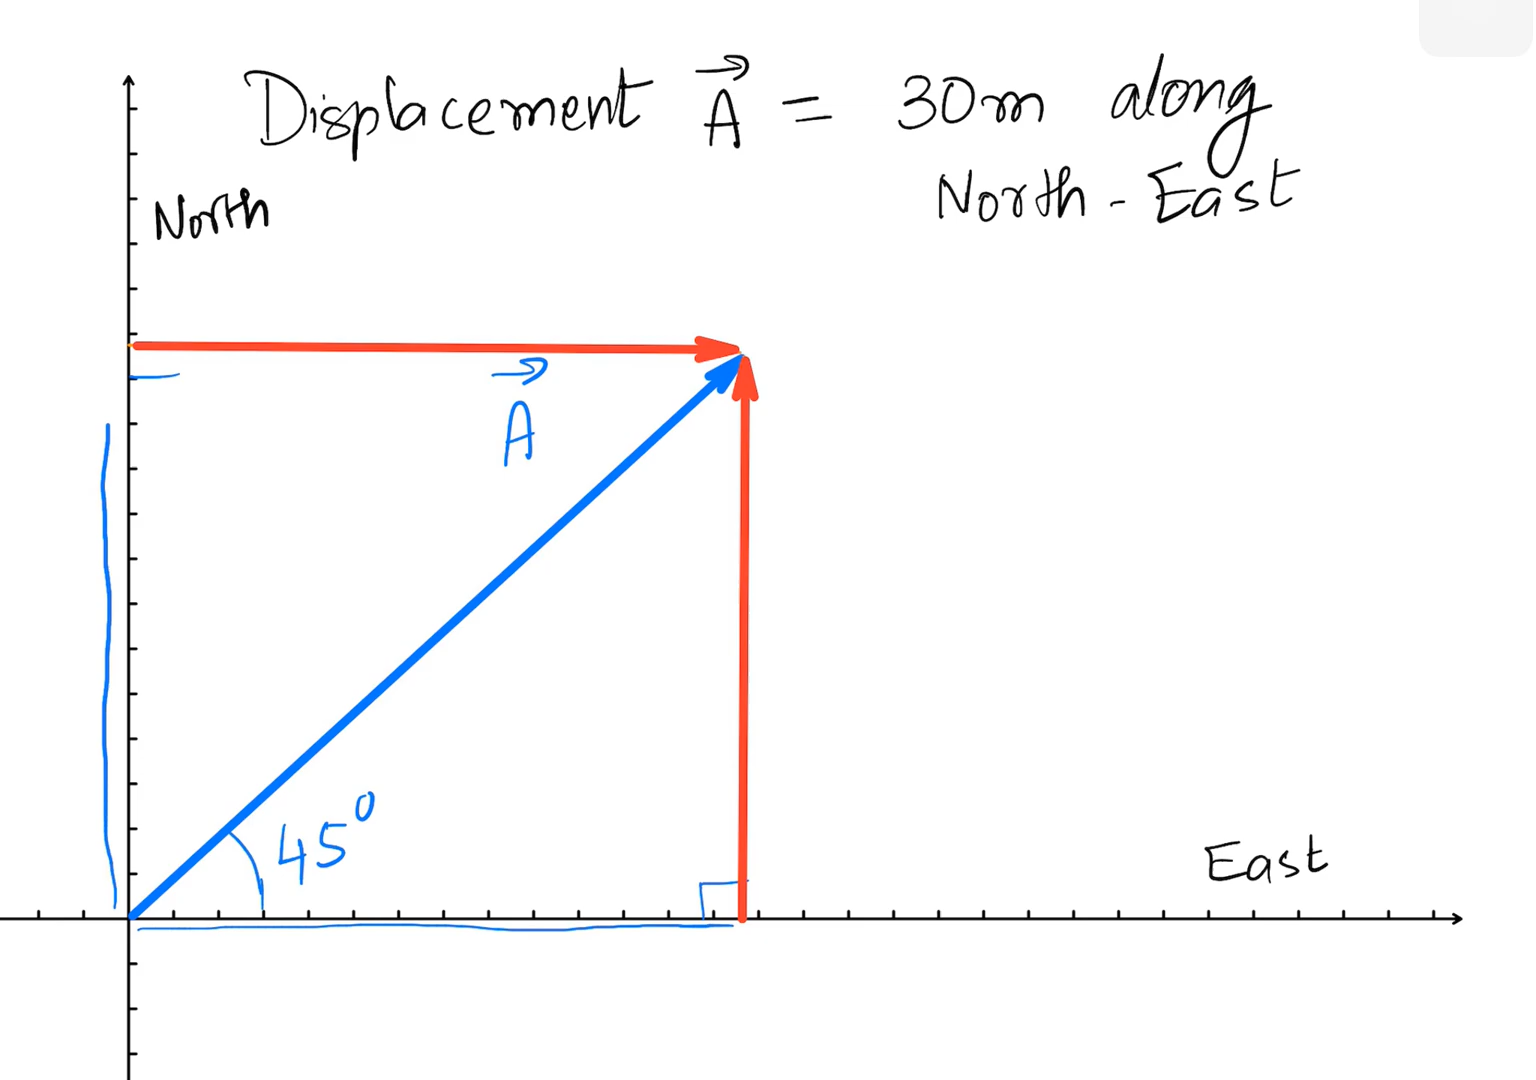 Displacement A⃗ = 30m along
North - East
North
A⃗
45°
East